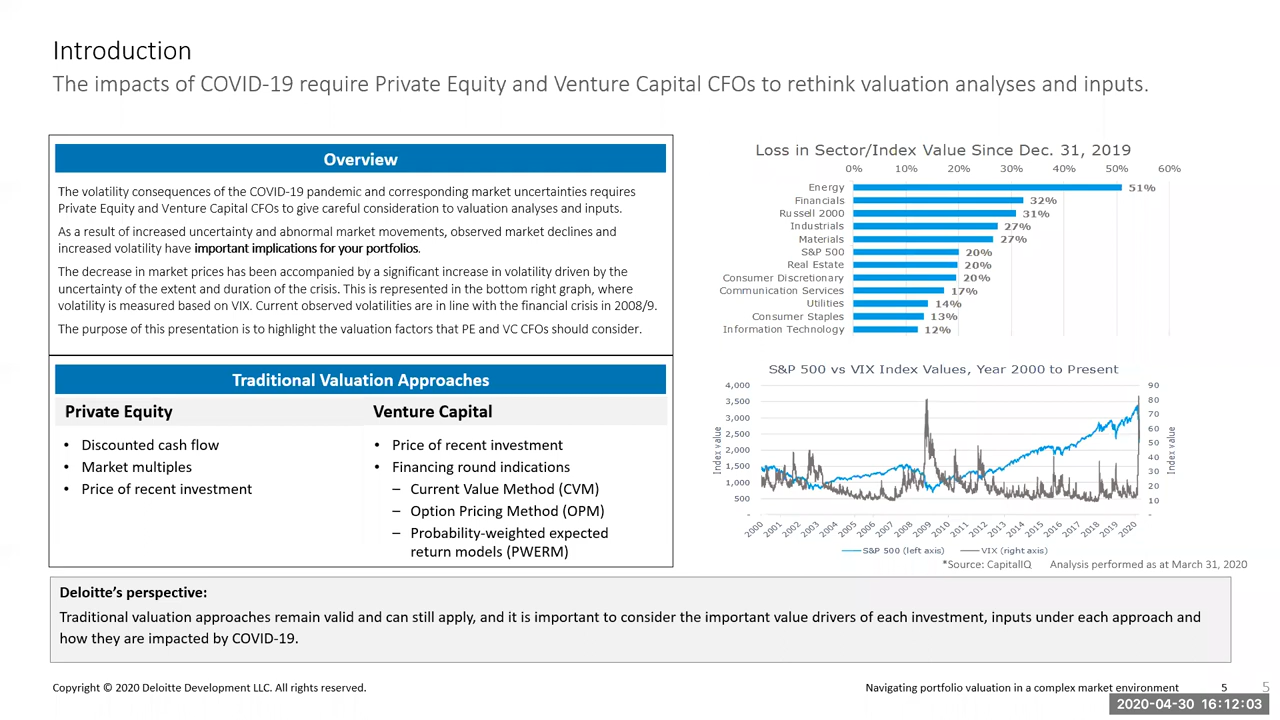 Introduction
The impacts of COVID-19 require Private Equity and Venture Capital CFOs to rethink valuation analyses and inputs.
Overview
The volatility consequences of the COVID-19 pandemic and corresponding market uncertainties requires
Private Equity and Venture Capital CFOs to give careful consideration to valuation analyses and inputs.
As a result of increased uncertainty and abnormal market movements, observed market declines and
increased volatility have important implications for your portfolios.
The decrease in market prices has been accompanied by a significant increase in volatility driven by the
uncertainty of the extent and duration of the crisis. This is represented in the bottom right graph, where
volatility is measured based on VIX. Current observed volatilities are in line with the financial crisis in 2008/9.
The purpose of this presentation is to highlight the valuation factors that PE and VC CFOs should consider.
Traditional Valuation Approaches
Private Equity
• Discounted cash flow
• Market multiples
• Price of recent investment
Venture Capital
• Price of recent investment
• Financing round indications
– Current Value Method (CVM)
– Option Pricing Method (OPM)
– Probability-weighted expected
return models (PWERM)
Loss in Sector/Index Value Since Dec. 31, 2019
0% 10% 20% 30% 40% 50% 60%
Energy 51%
Financials 32%
Russell 2000 31%
Industrials 27%
Materials 27%
S&P 500 20%
Real Estate 20%
Consumer Discretionary 20%
Communication Services 17%
Utilities 14%
Consumer Staples 13%
Information Technology 12%
S&P 500 vs VIX Index Values, Year 2000 to Present
Index value
4,000
3,500
3,000
2,500
2,000
1,500
1,000
500
-
90
80
70
60
50
40
30
20
10
-
Index value
2000 2001 2002 2003 2004 2005 2006 2007 2008 2009 2010 2011 2012 2013 2014 2015 2016 2017 2018 2019 2020
S&P 500 (left axis) VIX (right axis)
*Source: CapitalIQ Analysis performed as at March 31, 2020
Deloitte’s perspective:
Traditional valuation approaches remain valid and can still apply, and it is important to consider the important value drivers of each investment, inputs under each approach and
how they are impacted by COVID-19.
Copyright © 2020 Deloitte Development LLC. All rights reserved.
Navigating portfolio valuation in a complex market environment 5
5
2020-04-30 16:12:03